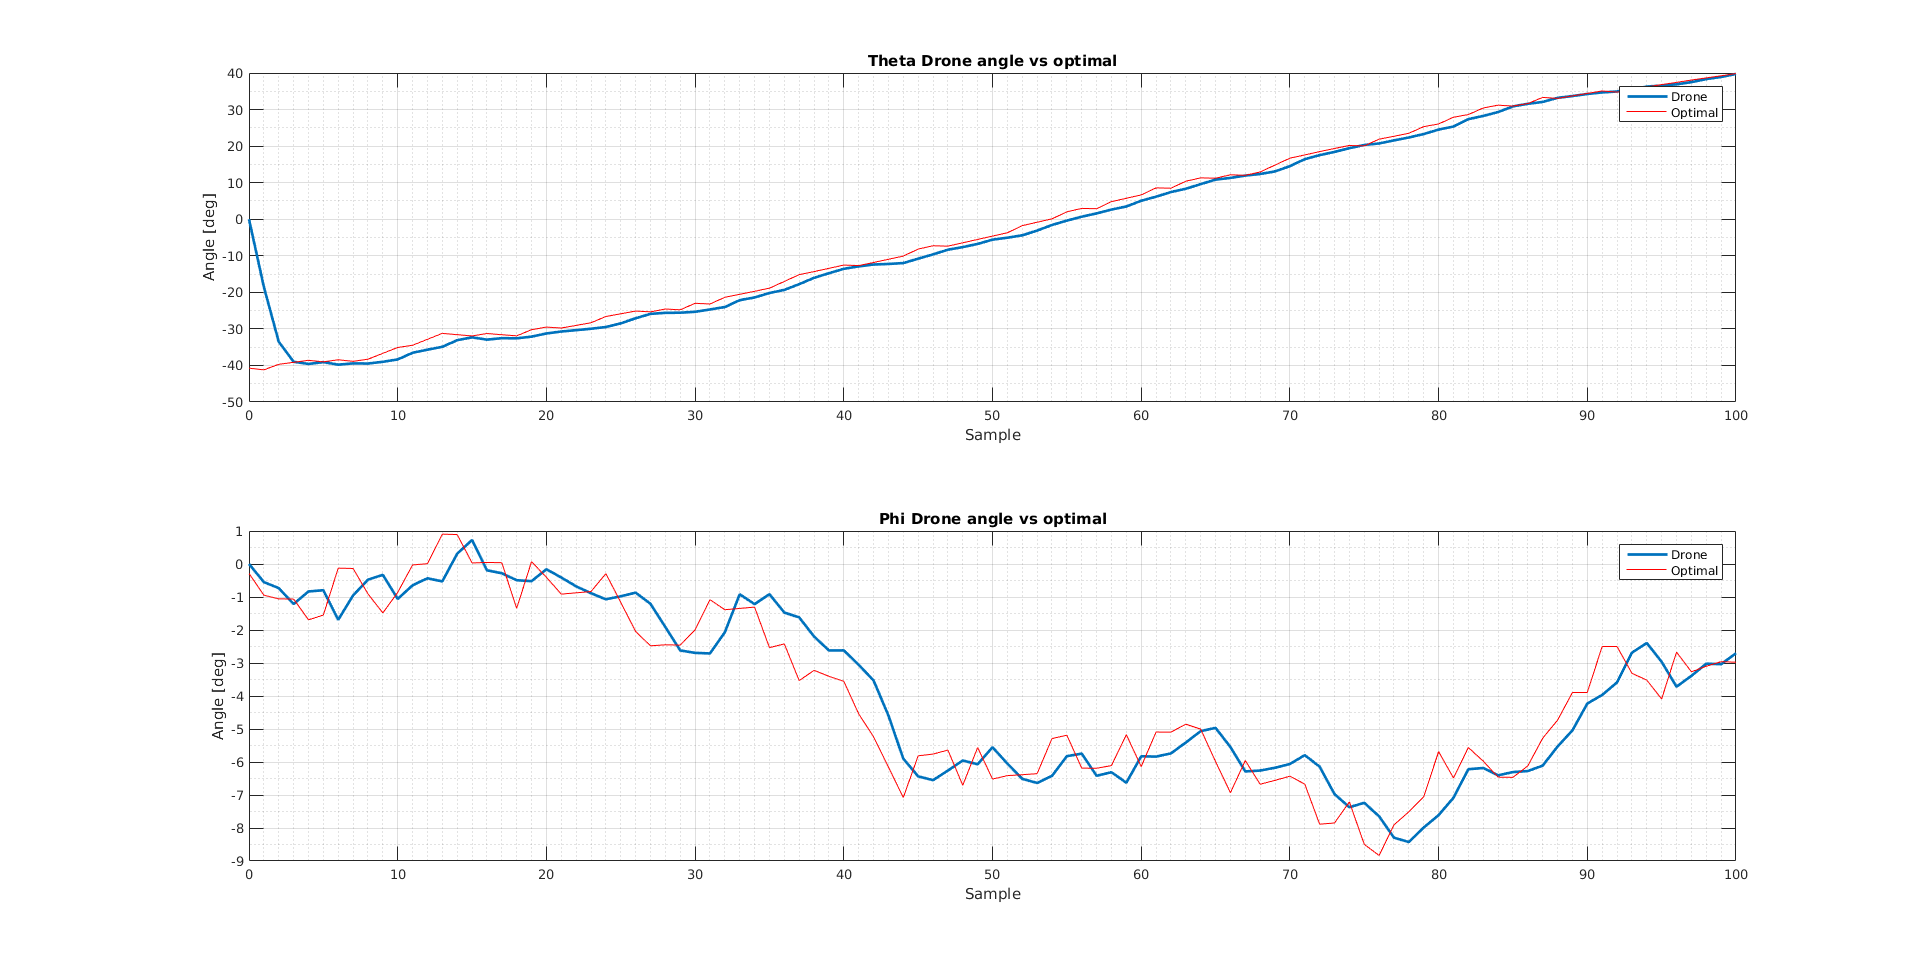 Theta Drone angle vs optimal
40
30
20
10
0
-10
-20
-30
-40
-50
Angle [deg]
Drone
Optimal
0 10 20 30 40 50 60 70 80 90 100
Sample
Phi Drone angle vs optimal
1
0
-1
-2
-3
-4
-5
-6
-7
-8
-9
Angle [deg]
Drone
Optimal
0 10 20 30 40 50 60 70 80 90 100
Sample